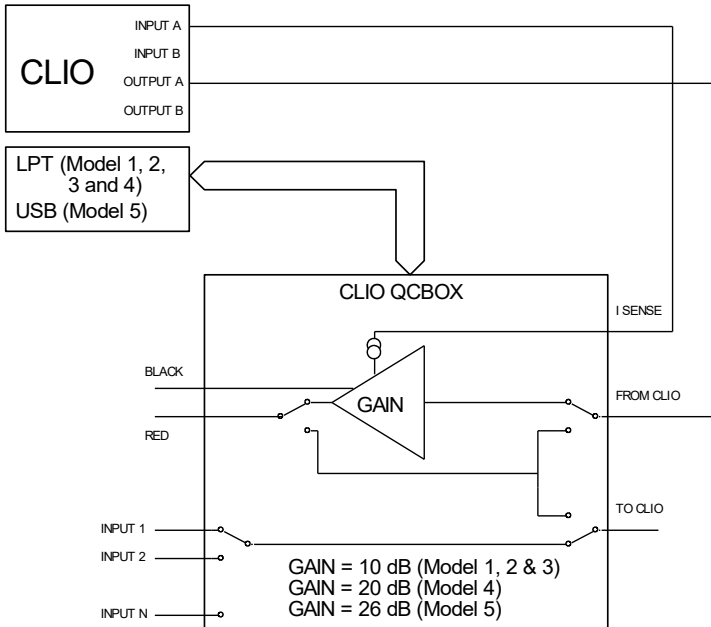 INPUT A
INPUT B
CLIO
OUTPUT A
OUTPUT B
LPT (Model 1, 2,
3 and 4)
USB (Model 5)
CLIO QCBOX
I SENSE
BLACK
GAIN
FROM CLIO
RED
TO CLIO
INPUT 1
INPUT 2
INPUT N
GAIN = 10 dB (Model 1, 2 & 3)
GAIN = 20 dB (Model 4)
GAIN = 26 dB (Model 5)